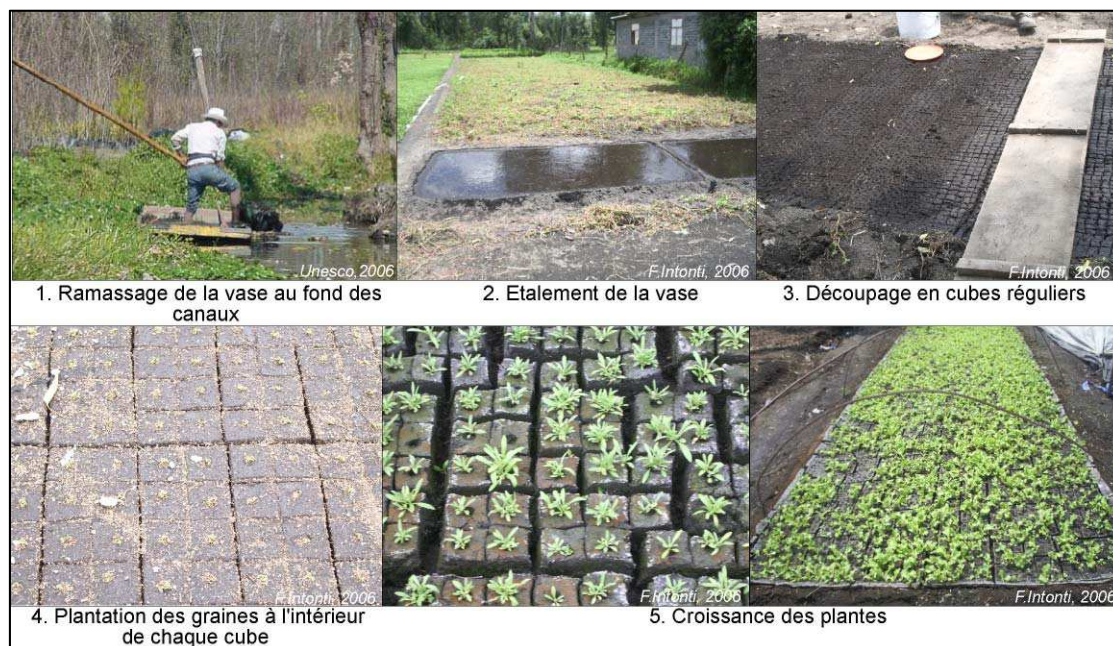 Unesco,2006
F.Intonti, 2006
F.Intonti, 2006
1. Ramassage de la vase au fond des
canaux
2. Etalement de la vase
3. Découpage en cubes réguliers
F.Intonti, 2006
F.Intonti, 2006
F.Intonti, 2006
4. Plantation des graines à l'intérieur
de chaque cube
5. Croissance des plantes